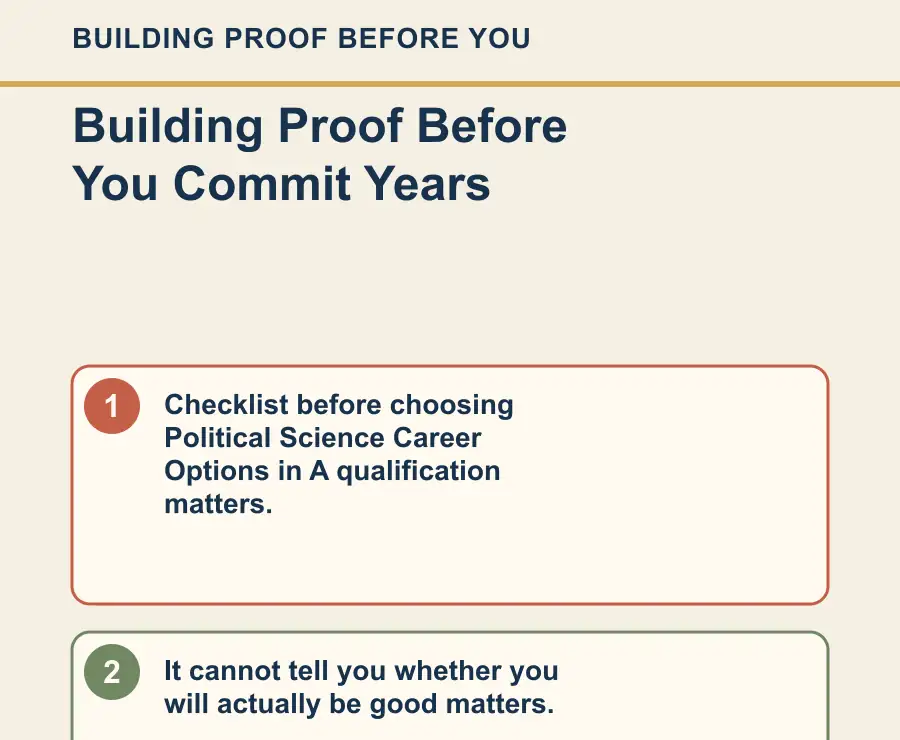 BUILDING PROOF BEFORE YOU
Building Proof Before
You Commit Years
1
Checklist before choosing
Political Science Career
Options in A qualification
matters.
2
It cannot tell you whether you
will actually be good matters.